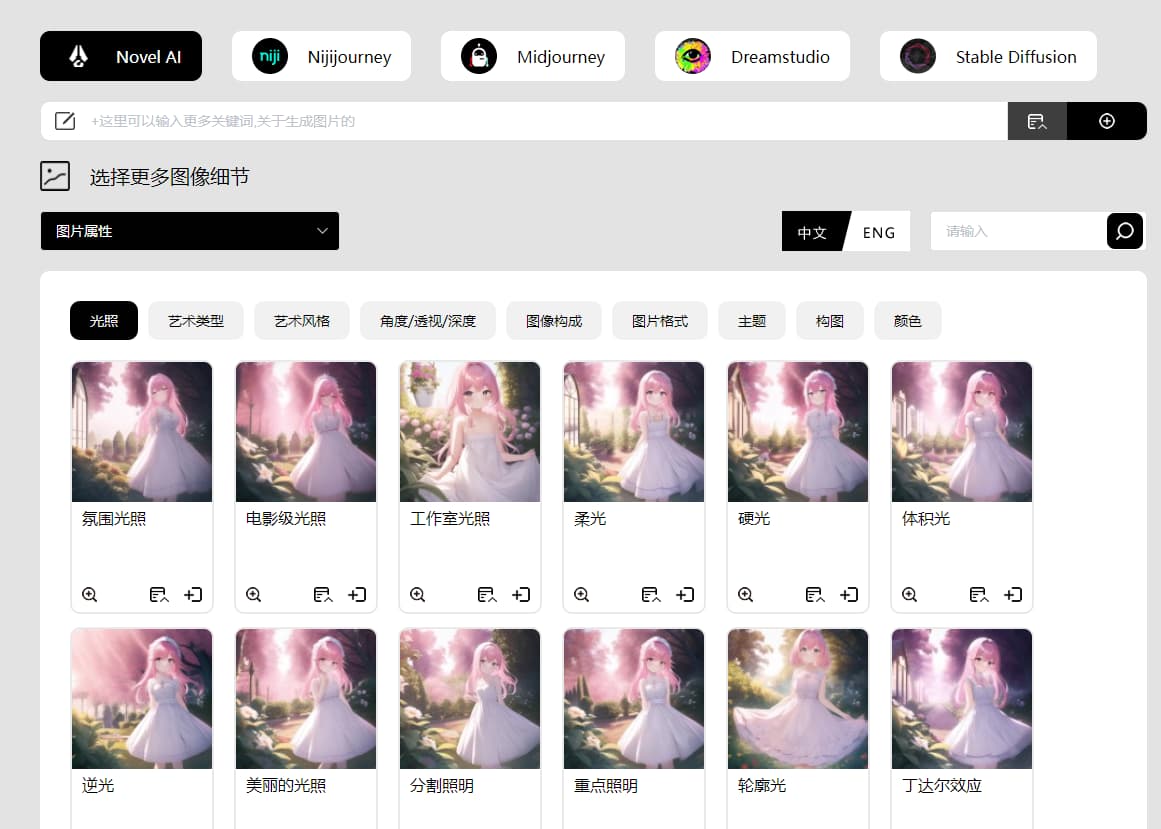 Novel AI
niji Nijijourney
Midjourney
Dreamstudio
Stable Diffusion
+这里可以输入更多关键词,关于生成图片的
选择更多图像细节
图片属性
中文
ENG
请输入
光照
艺术类型
艺术风格
角度/透视/深度
图像构成
图片格式
主题
构图
颜色
氛围光照
电影级光照
工作室光照
柔光
硬光
体积光
逆光
美丽的光照
分割照明
重点照明
轮廓光
丁达尔效应